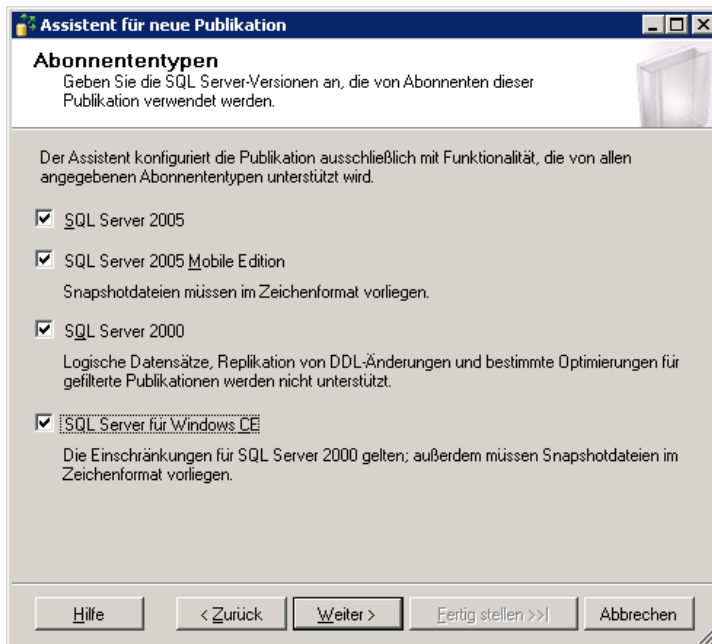 Assistent für neue Publikation
Abonnententypen
Geben Sie die SQL Server-Versionen an, die von Abonnenten dieser
Publikation verwendet werden.
Der Assistent konfiguriert die Publikation ausschließlich mit Funktionalität, die von allen
angegebenen Abonnententypen unterstützt wird.
SQL Server 2005
SQL Server 2005 Mobile Edition
Snapshotdateien müssen im Zeichenformat vorliegen.
SQL Server 2000
Logische Datensätze, Replikation von DDL-Änderungen und bestimmte Optimierungen für
gefilterte Publikationen werden nicht unterstützt.
SQL Server für Windows CE
Die Einschränkungen für SQL Server 2000 gelten; außerdem müssen Snapshotdateien im
Zeichenformat vorliegen.
Hilfe < Zurück Weiter > Fertig stellen >>| Abbrechen